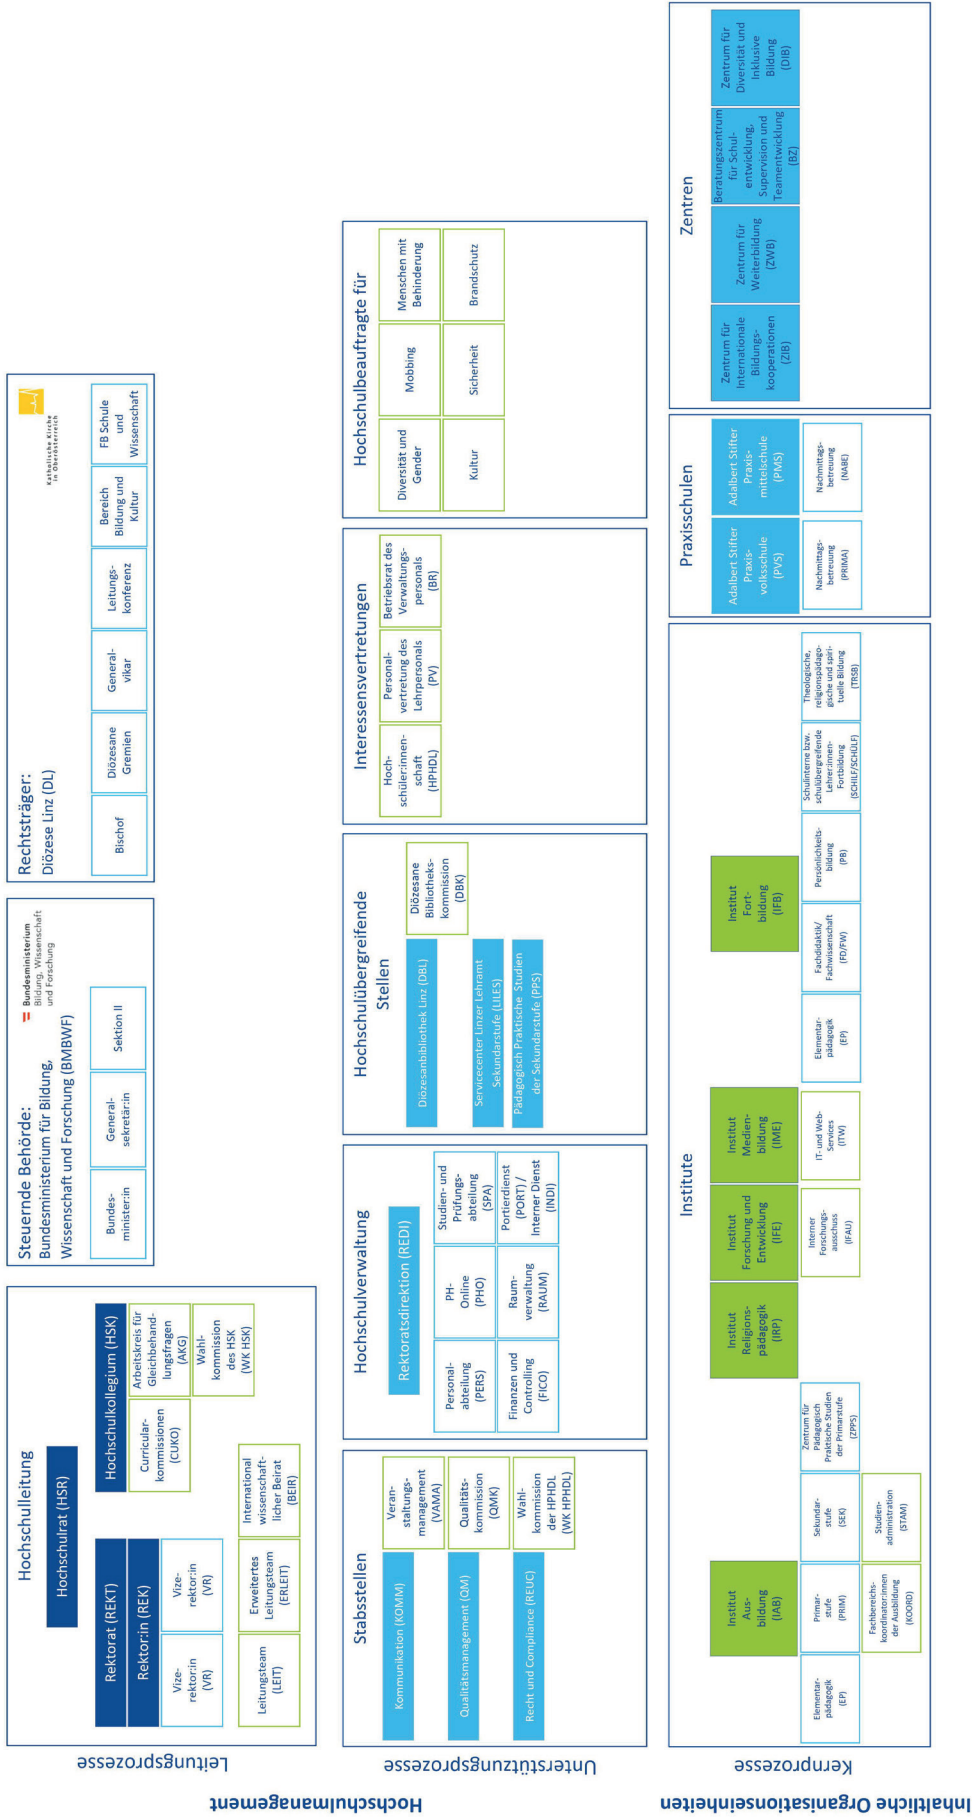 Hochschulmanagement
Leitungsprozesse
Hochschulleitung
Hochschulrat (HSR)
Rektorat (REKT)
Rektor:in (REK)
Vize-
rektor:in
(VR)
Vize-
rektor:in
(VR)
Leitungsteam
(LEIT)
Erweitertes
Leitungsteam
(ERLEIT)
International
wissenschaft-
licher Beirat
(BEIR)
Hochschulkollegium (HSK)
Curricular-
kommissionen
(CUKO)
Arbeitskreis für
Gleichbehand-
lungsfragen
(AKG)
Wahl-
kommission
des HSK
(WK HSK)
Steuernde Behörde:
Bundesministerium für Bildung,
Wissenschaft und Forschung (BMBWF)
Bundesministerium
Bildung, Wissenschaft
und Forschung
Bundes-
minister:in
General-
sekretär:in
Sektion II
Rechtsträger:
Diözese Linz (DL)
Katholische Kirche
in Oberösterreich
Bischof
Diözesane
Gremien
General-
vikar
Leitungs-
konferenz
Bereich
Bildung und
Kultur
FB Schule
und
Wissenschaft
Unterstützungsprozesse
Stabsstellen
Kommunikation (KOMM)
Veran-
staltungs-
management
(VAMA)
Qualitätsmanagement (QM)
Qualitäts-
kommission
(QMK)
Recht und Compliance (REUC)
Wahl-
kommission
der HPHDL
(WK HPHDL)
Hochschulverwaltung
Rektoratsdirektion (REDI)
Personal-
abteilung
(PERS)
PH-
Online
(PHO)
Studien- und
Prüfungs-
abteilung
(SPA)
Finanzen und
Controlling
(FICO)
Raum-
verwaltung
(RAUM)
Portierdienst
(PORT) /
Interner Dienst
(INDI)
Hochschulübergreifende
Stellen
Diözesanbibliothek Linz (DBL)
Diözesane
Bibliotheks-
kommission
(DBK)
Servicecenter Linzer Lehramt
Sekundarstufe (LILES)
Pädagogisch Praktische Studien
der Sekundarstufe (PPS)
Interessensvertretungen
Hoch-
schüler:innen-
schaft
(HPHDL)
Personal-
vertretung des
Lehrpersonals
(PV)
Betriebsrat des
Verwaltungs-
personals
(BR)
Hochschulbeauftragte für
Diversität und
Gender
Mobbing
Menschen mit
Behinderung
Kultur
Sicherheit
Brandschutz
Inhaltliche Organisationseinheiten
Kernprozesse
Institute
Institut
Aus-
bildung
(IAB)
Elementar-
pädagogik
(EP)
Primar-
stufe
(PRIM)
Sekundar-
stufe
(SEK)
Zentrum für
Pädagogisch
Praktische Studien
der Primarstufe
(ZPPS)
Fachbereichs-
koordinator:innen
der Ausbildung
(KOORD)
Studien-
administration
(STAM)
Institut
Religions-
pädagogik
(IRP)
Institut
Forschung und
Entwicklung
(IFE)
Interner
Forschungs-
ausschuss
(IFAU)
Institut
Medien-
bildung
(IME)
IT- und Web-
Services
(ITW)
Institut
Fort-
bildung
(IFB)
Elementar-
pädagogik
(EP)
Fachdidaktik/
Fachwissenschaft
(FD/FW)
Persönlichkeits-
bildung
(PB)
Schulinterne bzw.
schulübergreifende
Lehrer:innen-
Fortbildung
(SCHILF/SCHÜLF)
Theologische,
religionspädago-
gische und spiri-
tuelle Bildung
(TRSB)
Praxisschulen
Adalbert Stifter
Praxis-
volksschule
(PVS)
Nachmittags-
betreuung
(PRIMA)
Adalbert Stifter
Praxis-
mittelschule
(PMS)
Nachmittags-
betreuung
(NABE)
Zentren
Zentrum für
Internationale
Bildungs-
kooperationen
(ZIB)
Zentrum für
Weiterbildung
(ZWB)
Beratungszentrum
für Schul-
entwicklung,
Supervision und
Teamentwicklung
(BZ)
Zentrum für
Diversität und
Inklusive
Bildung
(DIB)